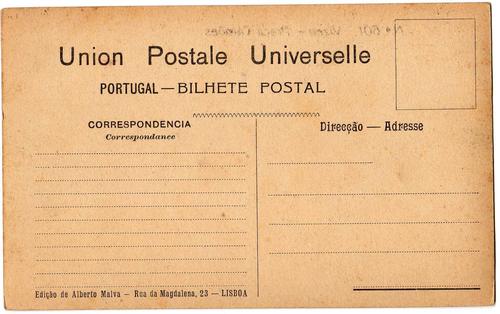 Union Postale Universelle
PORTUGAL — BILHETE POSTAL
CORRESPONDENCIA
Correspondance
Direcção — Adresse
Edição de Alberto Malva – Rua da Magdalena, 23 – LISBOA